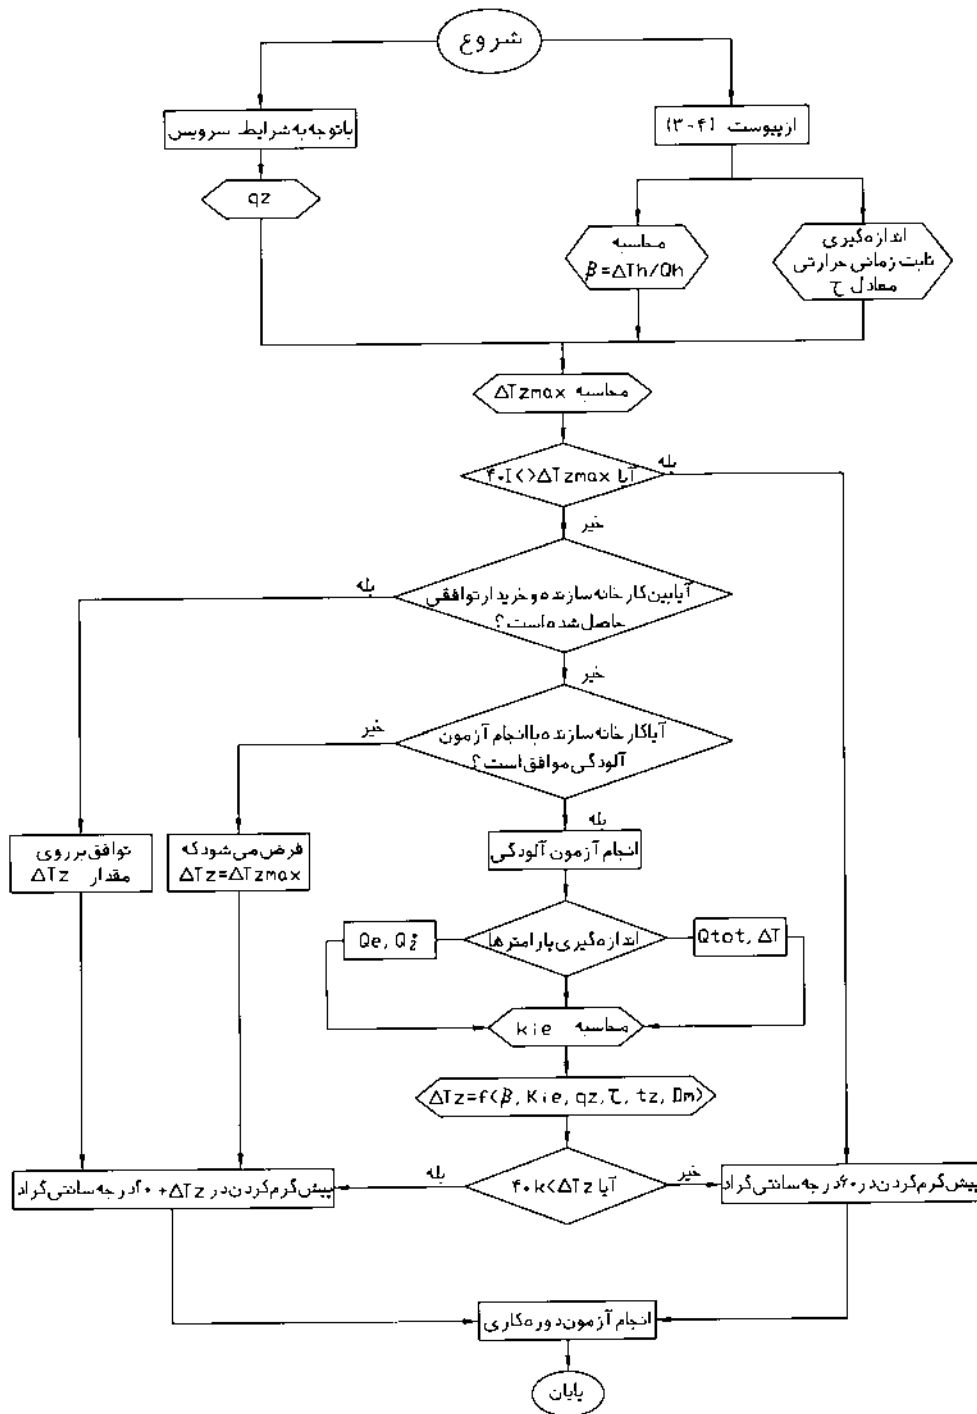 شروع
باتوجه به شرایط سرویس
از پیوست (۳-۴)
qz
محاسبه
β=ΔTh/Qh
اندازه‌گیری
ثابت زمانی حرارتی
معادل τ
محاسبه ΔTzmax
آیا ۴۰I<>ΔTzmax
بله
خیر
آیا بین کارخانه سازنده و خریدار توافقی
حاصل شده است؟
بله
خیر
آیا کارخانه سازنده با انجام آزمون
آلودگی موافق است؟
خیر
بله
توافق بر روی
مقدار ΔTz
فرض می‌شود که
ΔTz=ΔTzmax
انجام آزمون آلودگی
Qe, Qz
اندازه‌گیری پارامترها
Qtot, ΔT
محاسبه kie
ΔTz=f(β, Kie, qz, τ, tz, Dm)
پیش گرم کردن در ΔTz + ۲۰ درجه سانتی گراد
بله
آیا ۴۰k<ΔTz
خیر
پیش گرم کردن در ۶۰ درجه سانتی گراد
انجام آزمون دوره کاری
پایان